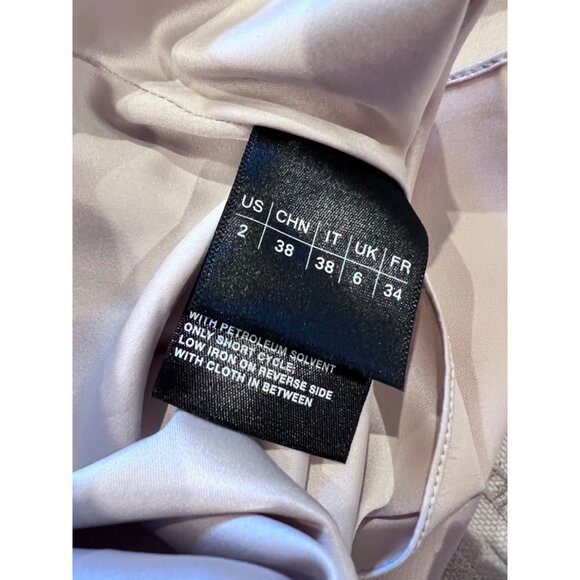 US | CHN | IT | UK | FR
2 | 38 | 38 | 6 | 34
WITH PETROLEUM SOLVENT
ONLY SHORT CYCLE.
LOW IRON ON REVERSE SIDE
WITH CLOTH IN BETWEEN